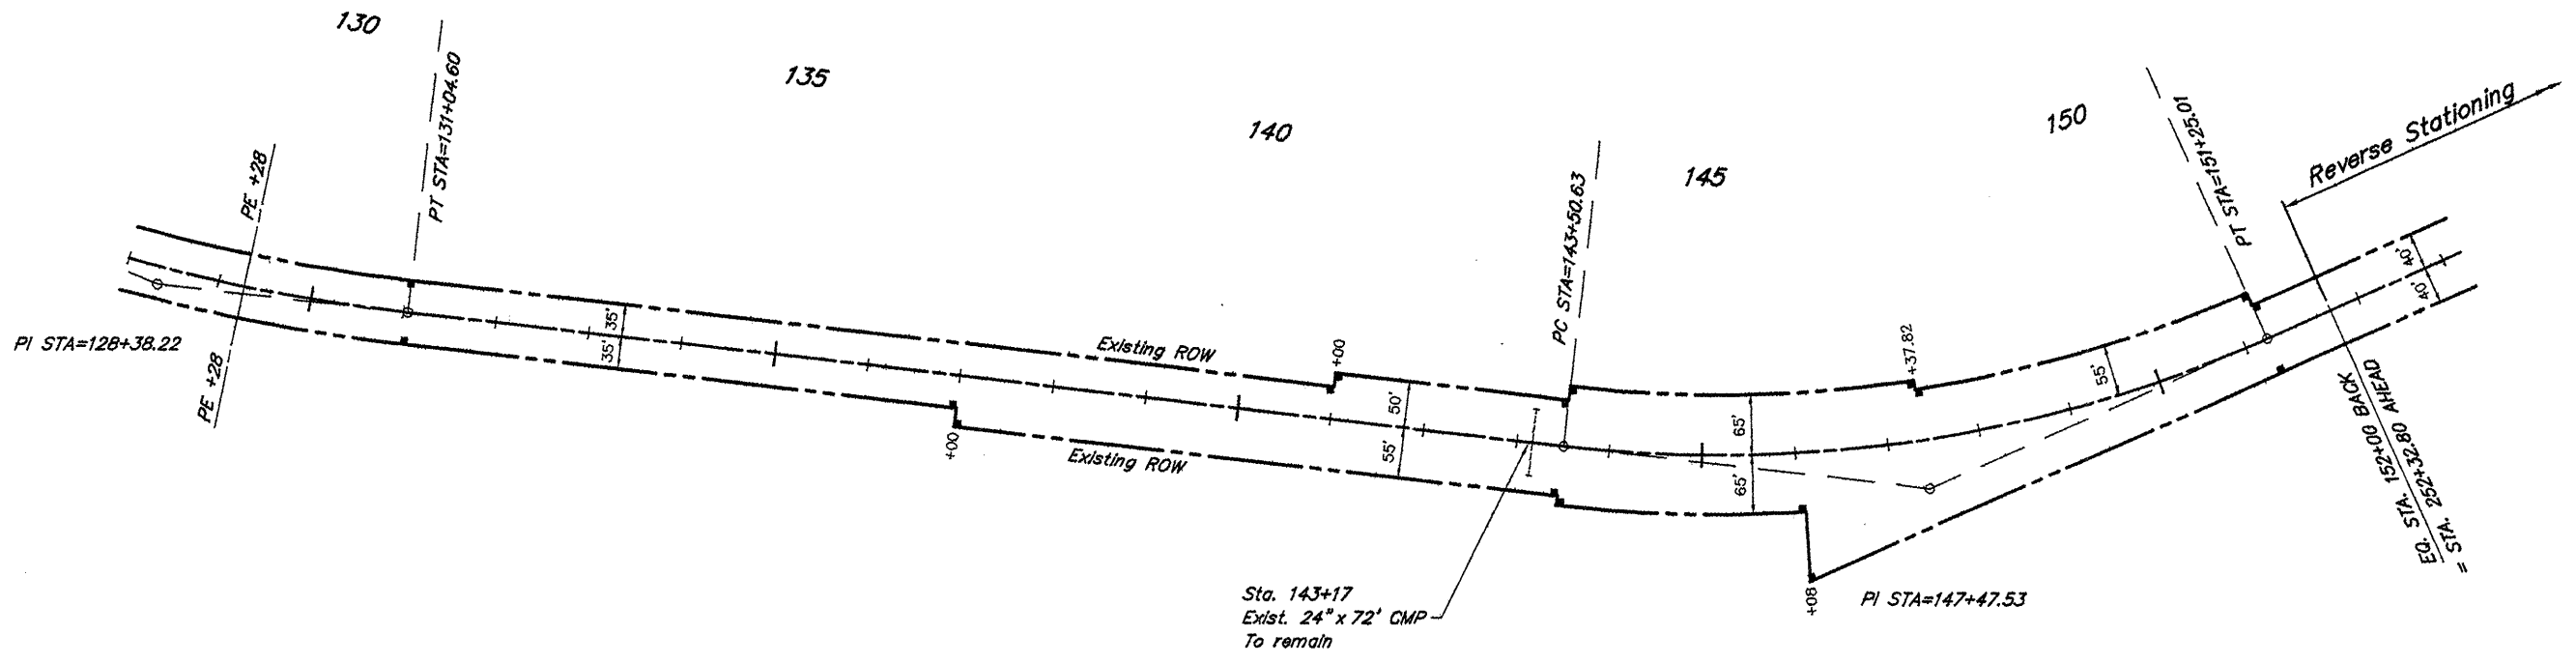 130
135
140
145
150
PT STA=131+04.60
PE +28
PE +28
PI STA=128+38.22
35'
35'
Existing ROW
Existing ROW
+00
+00
50'
55'
PC STA=143+50.63
Sta. 143+17
Exist. 24" x 72' CMP
To remain
65'
65'
+37.82
+08
PI STA=147+47.53
55'
PT STA=151+25.01
Reverse Stationing
40'
40'
EQ. STA. 152+00 BACK
= STA. 252+32.80 AHEAD